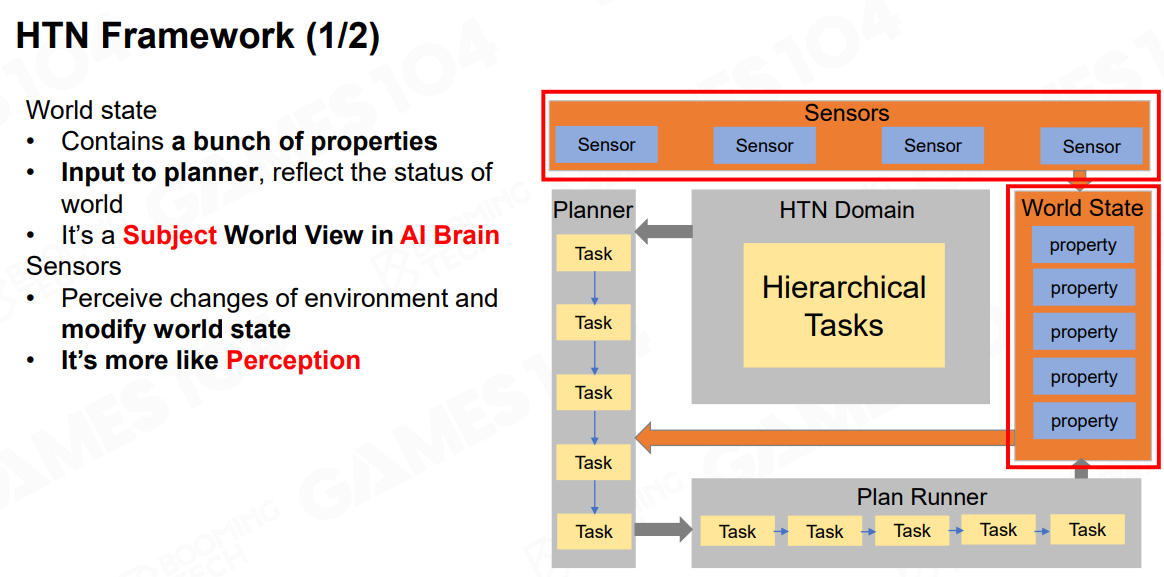 HTN Framework (1/2)
World state
• Contains a bunch of properties
• Input to planner, reflect the status of
world
• It's a Subject World View in AI Brain
Sensors
• Perceive changes of environment and
modify world state
• It's more like Perception
Sensors
Sensor
Sensor
Sensor
Sensor
Planner
Task
Task
Task
Task
Task
HTN Domain
Hierarchical
Tasks
World State
property
property
property
property
property
Plan Runner
Task
Task
Task
Task
Task
GAMES 104
BOOMING
TECH